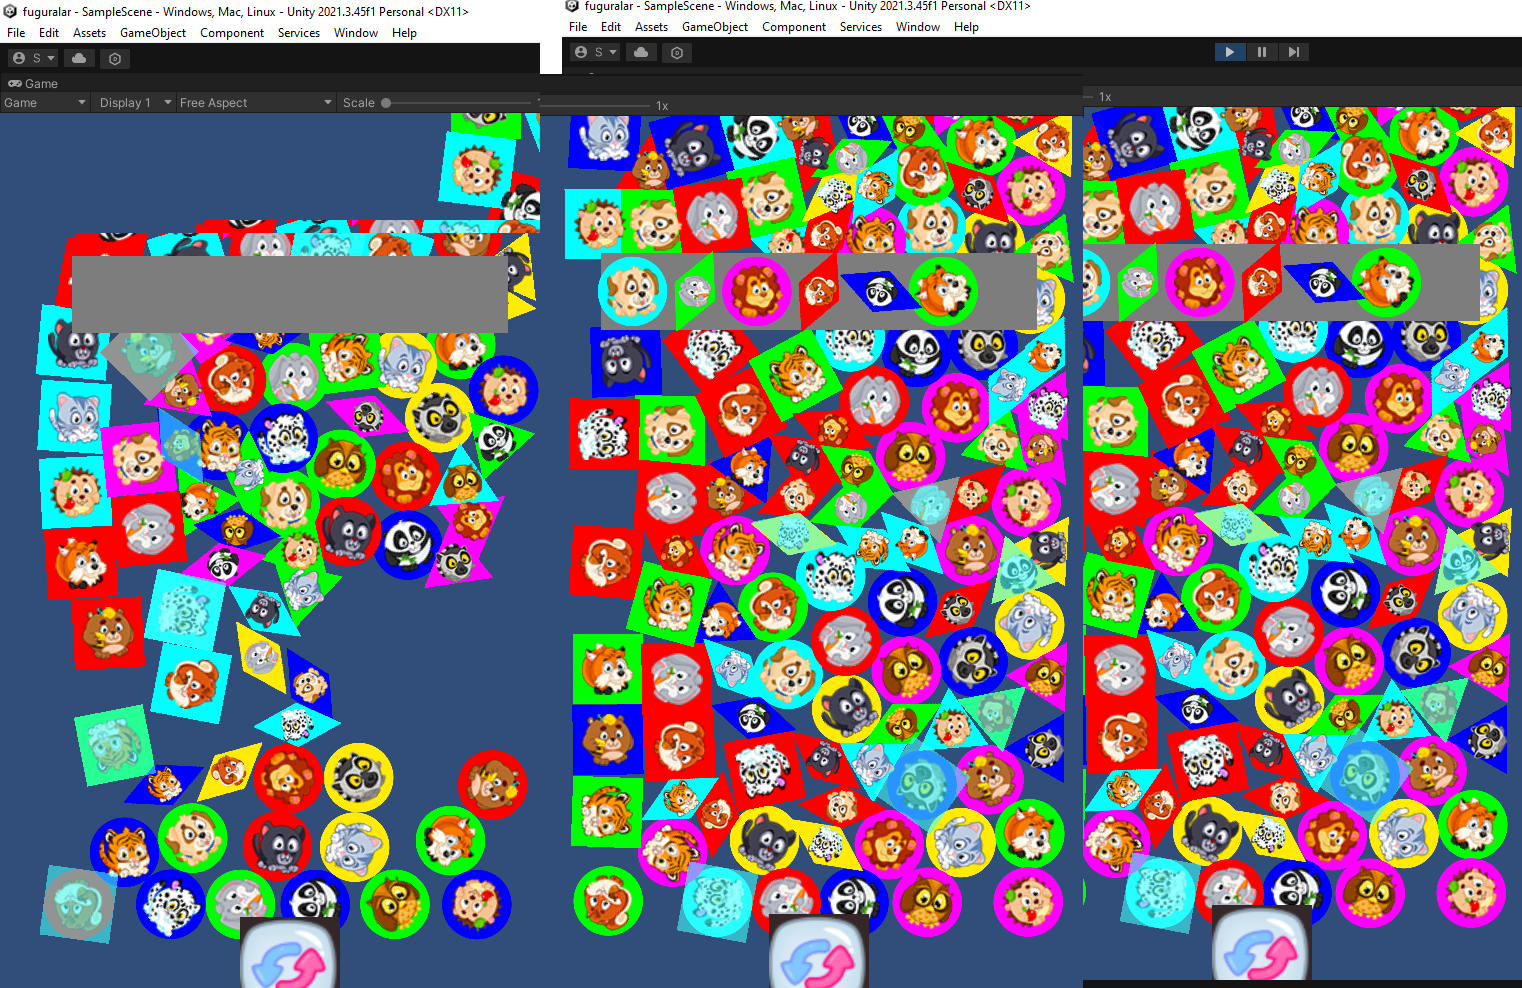 fuguralar - SampleScene - Windows, Mac, Linux - Unity 2021.3.45f1 Personal <DX11>
File Edit Assets GameObject Component Services Window Help
S
Game
Game Display 1 Free Aspect Scale
fuguralar - SampleScene - Windows, Mac, Linux - Unity 2021.3.45f1 Personal <DX11>
File Edit Assets GameObject Component Services Window Help
S
1x
1x